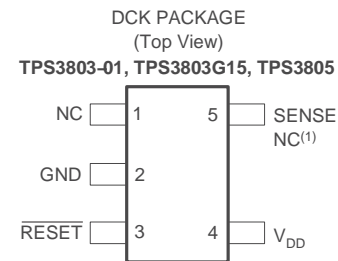 DCK PACKAGE
(Top View)
TPS3803-01, TPS3803G15, TPS3805
NC 1 5 SENSE
NC(1)
GND 2
RESET 3 4 VDD